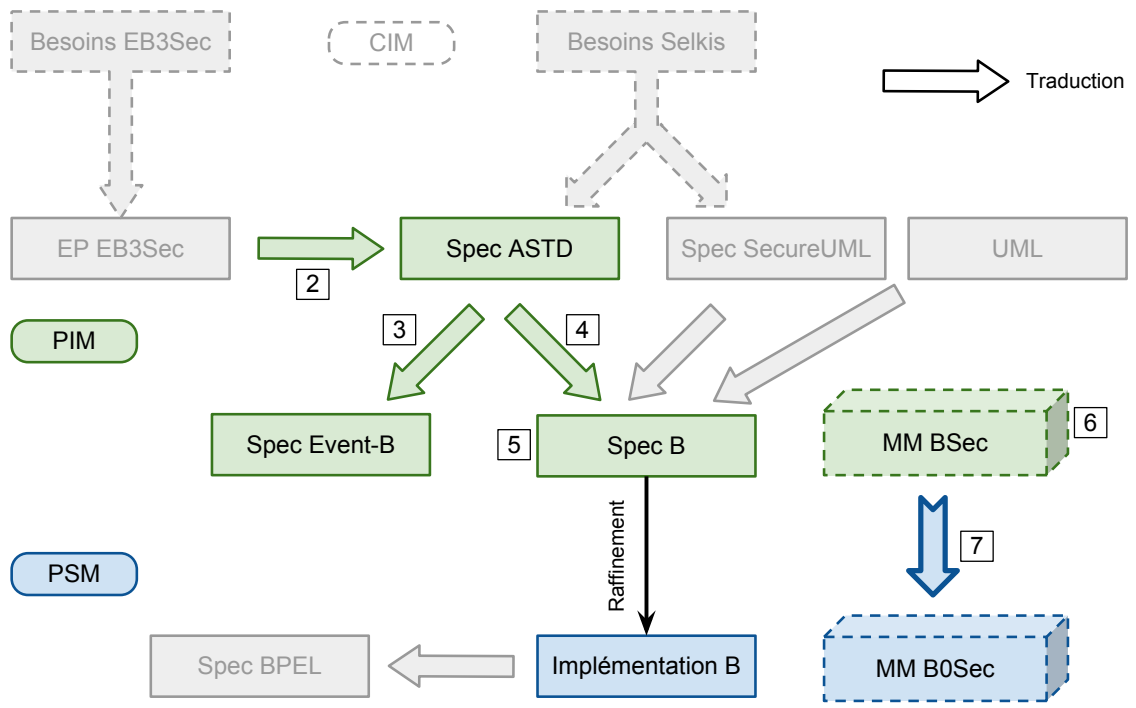 Besoins EB3Sec
CIM
Besoins Selkis
Traduction
EP EB3Sec
Spec ASTD
Spec SecureUML
UML
2
3
4
PIM
Spec Event-B
5
Spec B
MM BSec
6
Raffinement
7
PSM
Spec BPEL
Implémentation B
MM B0Sec